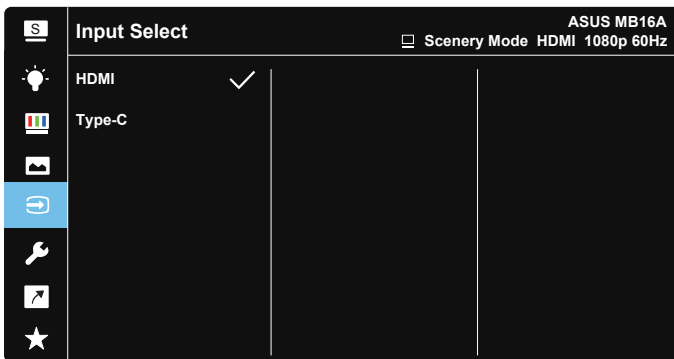 S
Input Select
ASUS MB16A
Scenery Mode HDMI 1080p 60Hz
HDMI
Type-C